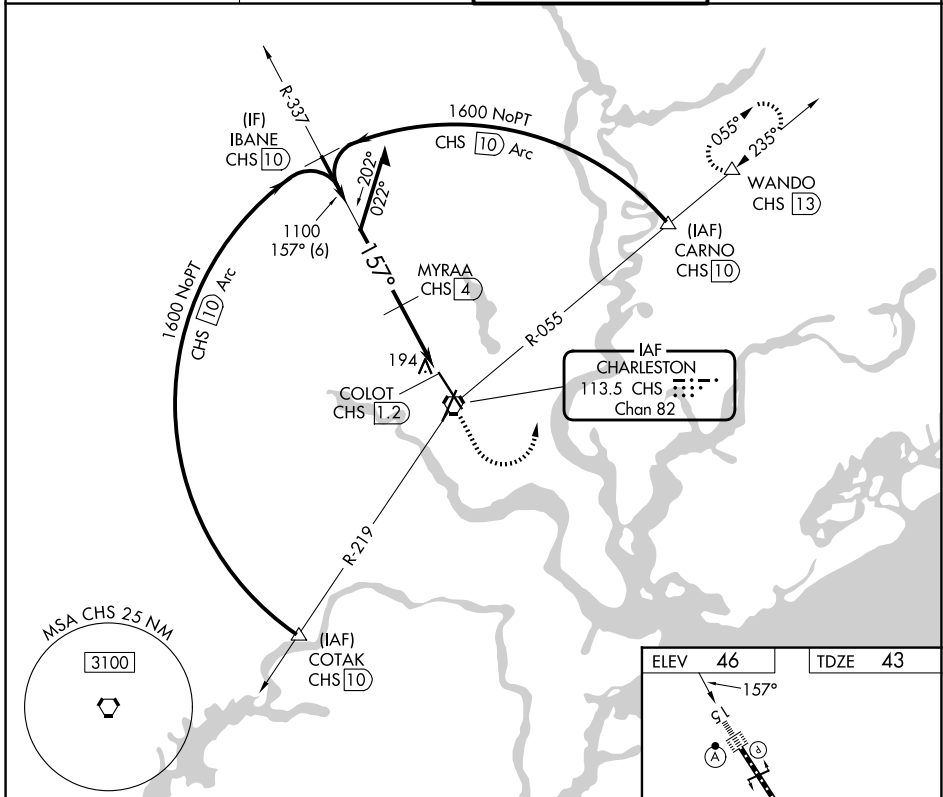 R-337
(IF)
IBANE
CHS 10
1600 NoPT
CHS 10 Arc
055°
235°
WANDO
CHS 13
202°
022°
1100
157° (6)
157°
(IAF)
CARNO
CHS 10
MYRAA
CHS 4
1600 NoPT
CHS 10 Arc
R-055
194
COLOT
CHS 1.2
IAF
CHARLESTON
113.5 CHS
Chan 82
R-219
MSA CHS 25 NM
3100
(IAF)
COTAK
CHS 10
ELEV 46
TDZE 43
157°
15
A
P